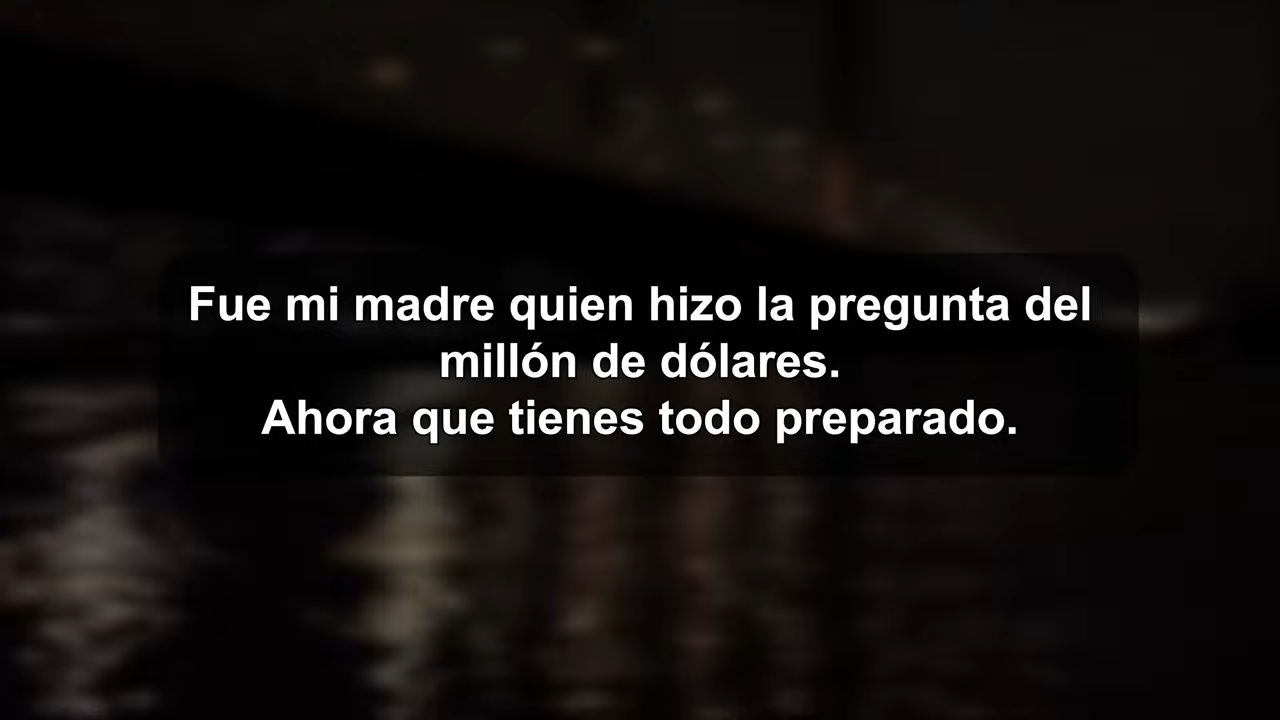 Fue mi madre quien hizo la pregunta del
millón de dólares.
Ahora que tienes todo preparado.